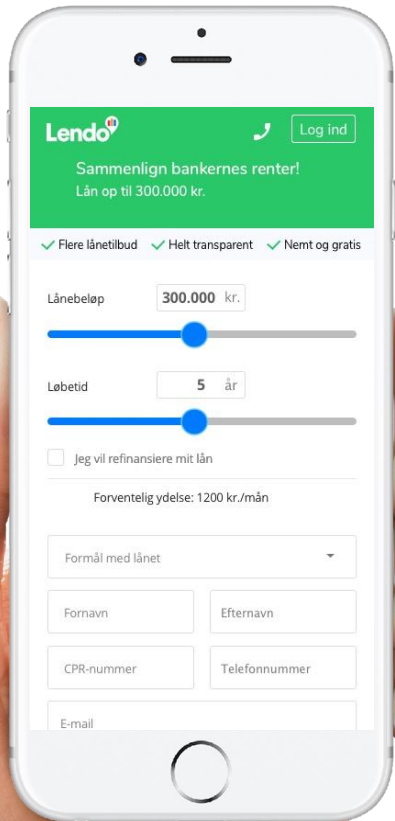 Lendo
Log ind
Sammenlign bankernes renter!
Lån op til 300.000 kr.
Flere lånetilbud Helt transparent Nemt og gratis
Lånebeløp 300.000 kr.
Løbetid 5 år
Jeg vil refinansiere mit lån
Forventelig ydelse: 1200 kr./mån
Formål med lånet
Fornavn Efternavn
CPR-nummer Telefonnummer
E-mail